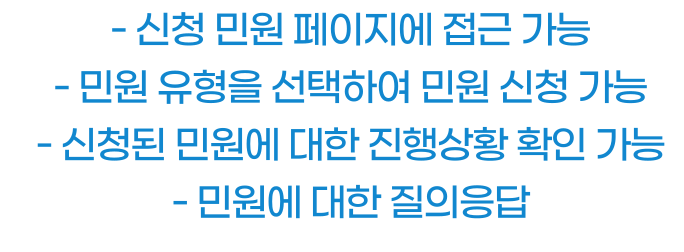 - 신청 민원 페이지에 접근 가능
- 민원 유형을 선택하여 민원 신청 가능
- 신청된 민원에 대한 진행상황 확인 가능
- 민원에 대한 질의응답